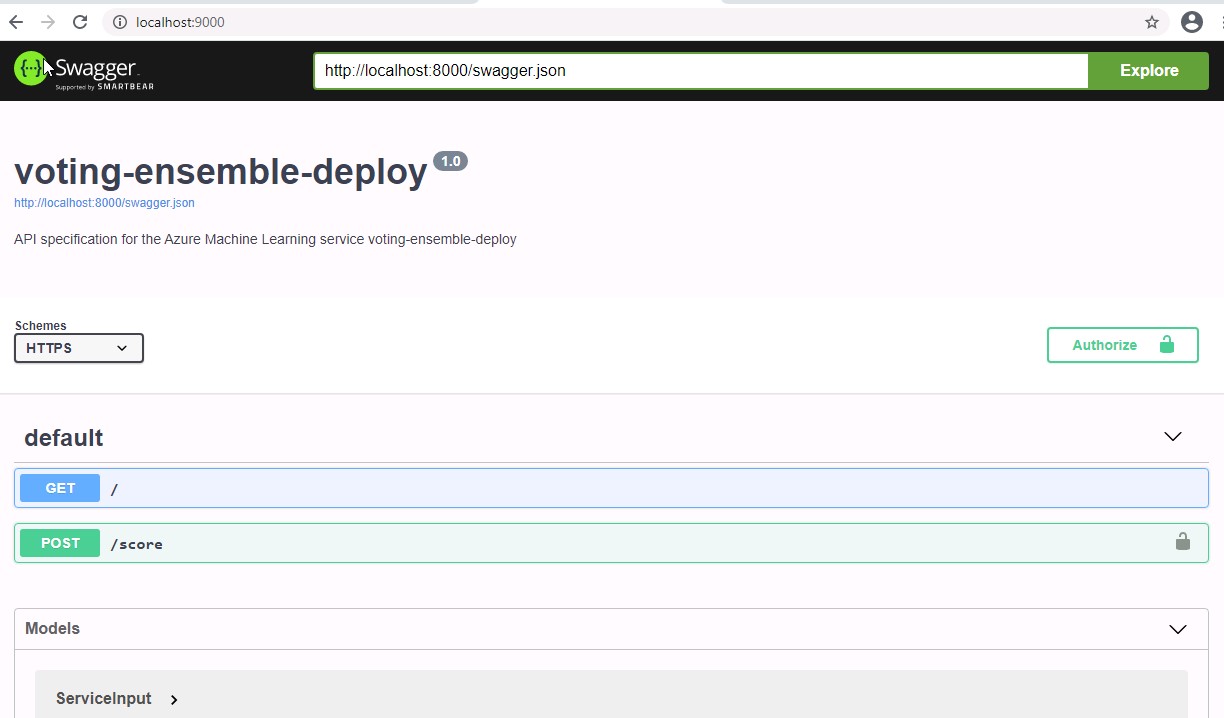 localhost:9000
{··} Swagger
Supported by SMARTBEAR
http://localhost:8000/swagger.json
Explore
voting-ensemble-deploy 1.0
http://localhost:8000/swagger.json
API specification for the Azure Machine Learning service voting-ensemble-deploy
Schemes
HTTPS
Authorize
default
GET /
POST /score
Models
ServiceInput